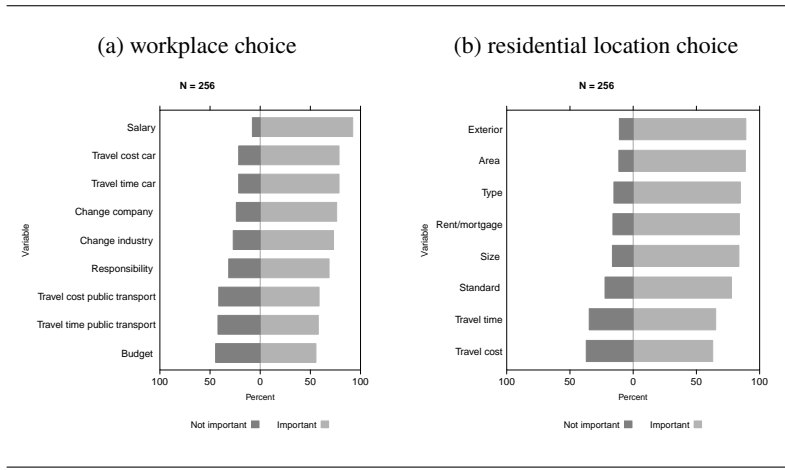 (a) workplace choice
N = 256
Variable
Salary
Travel cost car
Travel time car
Change company
Change industry
Responsibility
Travel cost public transport
Travel time public transport
Budget
100 50 0 50 100
Percent
Not important Important
(b) residential location choice
N = 256
Variable
Exterior
Area
Type
Rent/mortgage
Size
Standard
Travel time
Travel cost
100 50 0 50 100
Percent
Not important Important